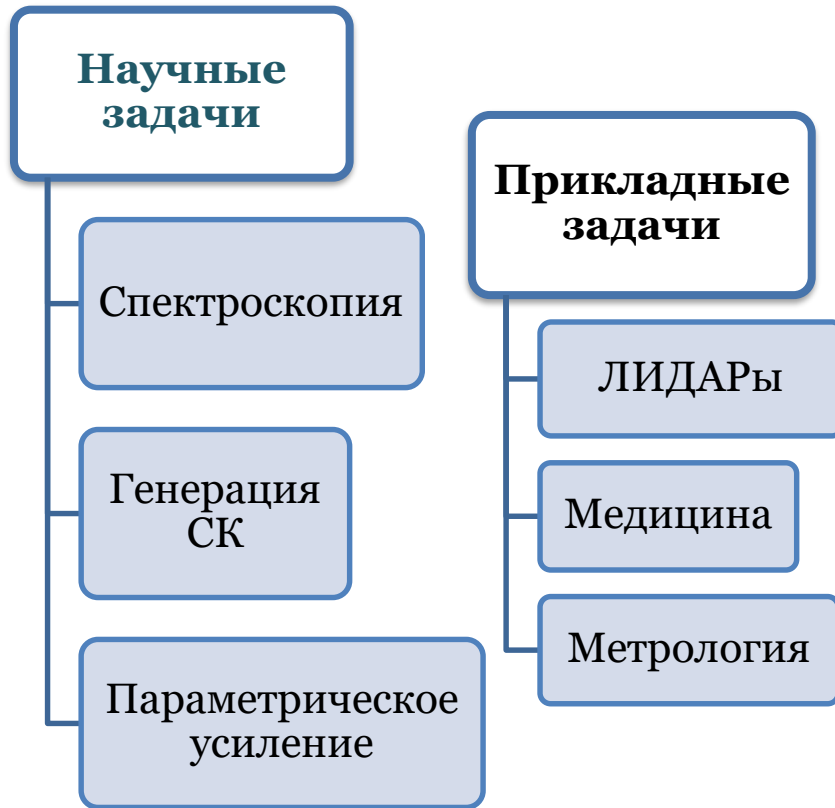 Научные
задачи
Спектроскопия
Генерация
СК
Параметрическое
усиление
Прикладные
задачи
ЛИДАРы
Медицина
Метрология